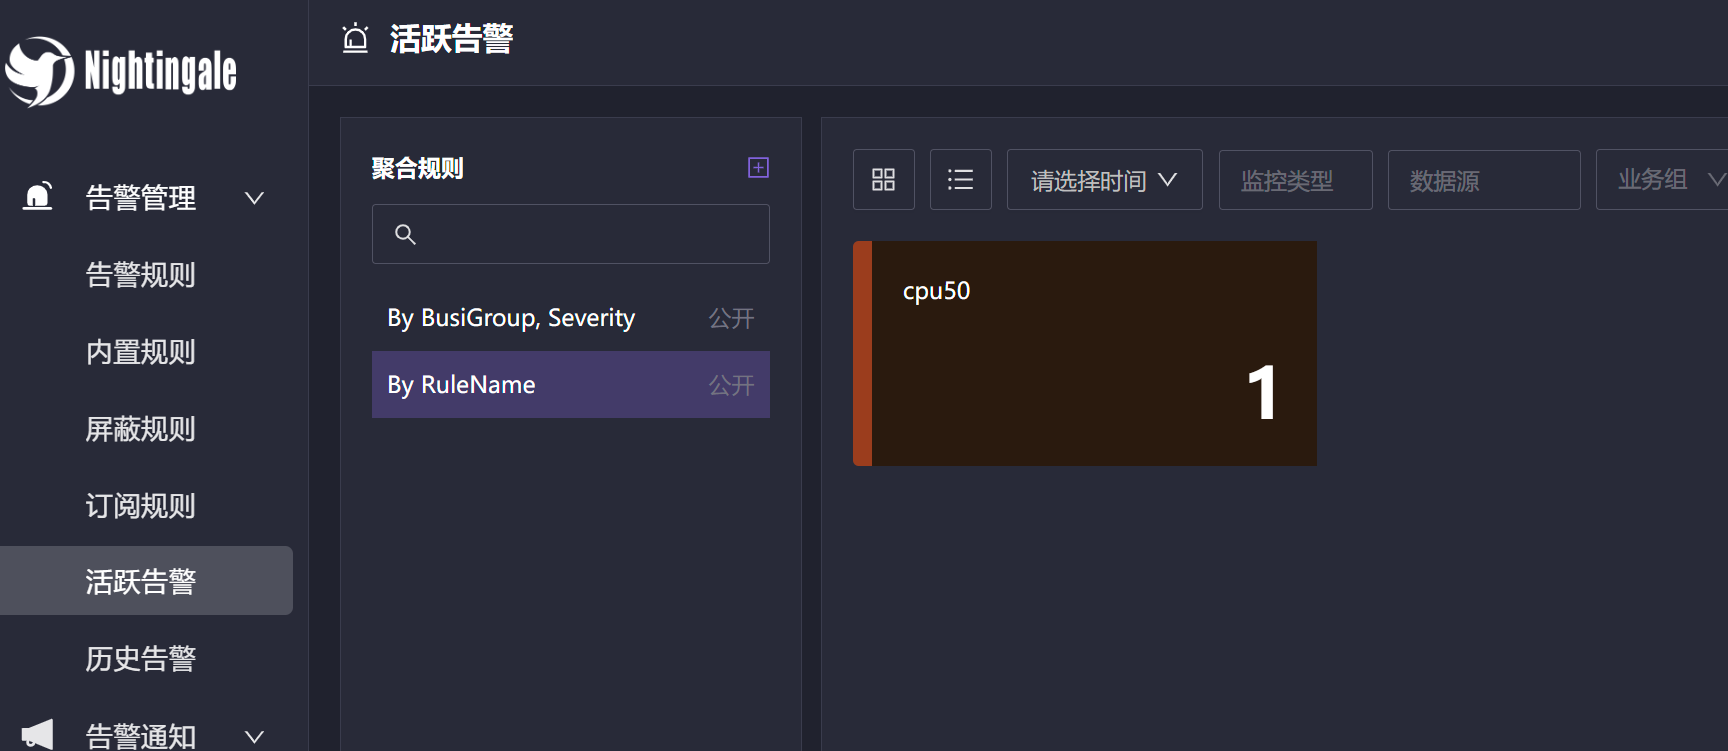 Nightingale
告警管理
告警规则
内置规则
屏蔽规则
订阅规则
活跃告警
历史告警
告警通知
活跃告警
聚合规则
By BusiGroup, Severity 公开
By RuleName 公开
请选择时间 监控类型 数据源 业务组
cpu50
1